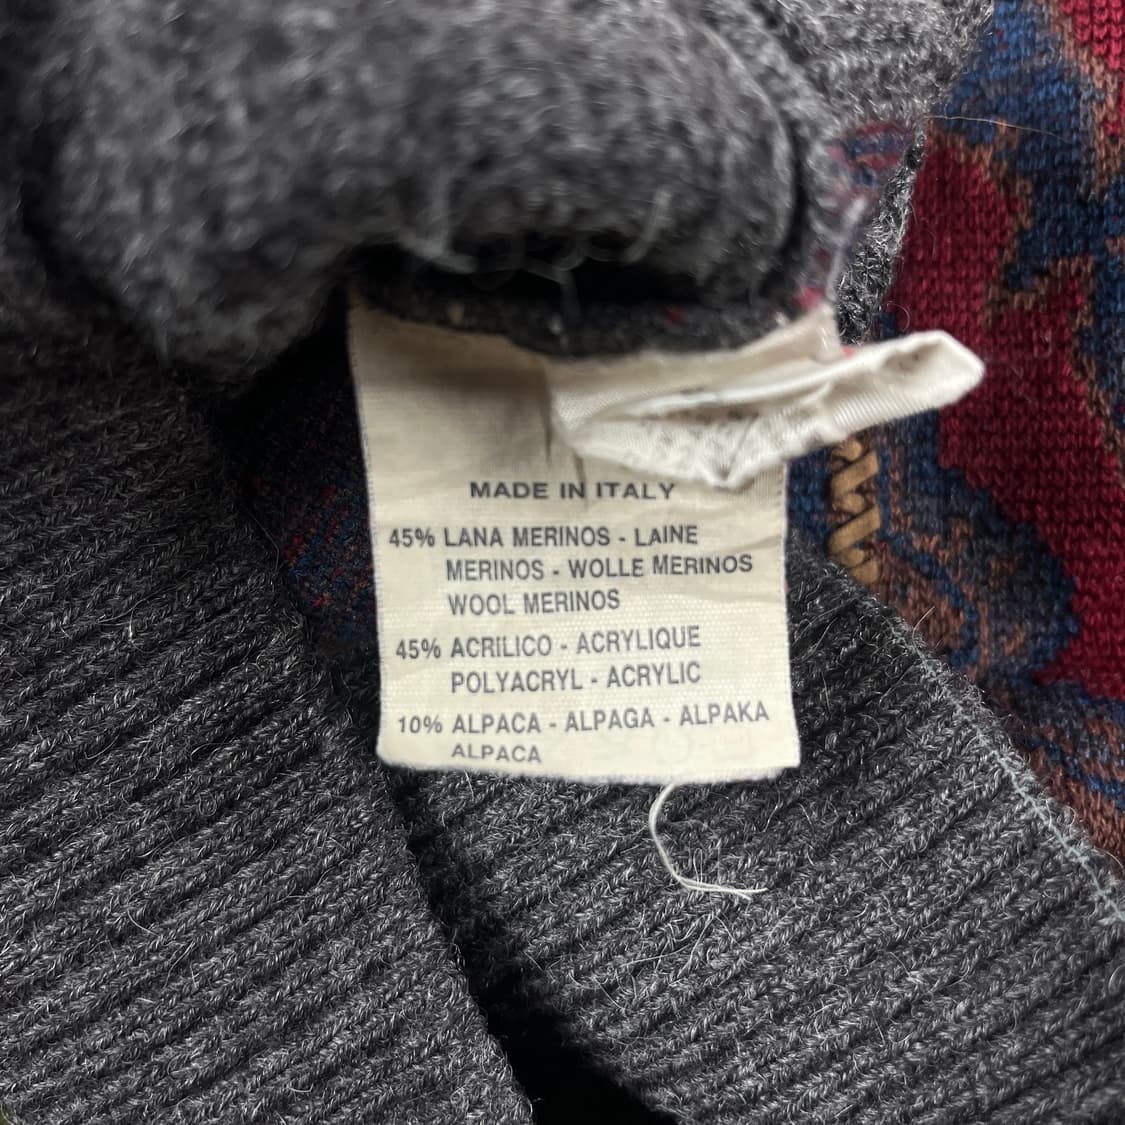 MADE IN ITALY
45% LANA MERINOS - LAINE
MERINOS - WOLLE MERINOS
WOOL MERINOS
45% ACRILICO - ACRYLIQUE
POLYACRYL - ACRYLIC
10% ALPACA - ALPAGA - ALPAKA
ALPACA